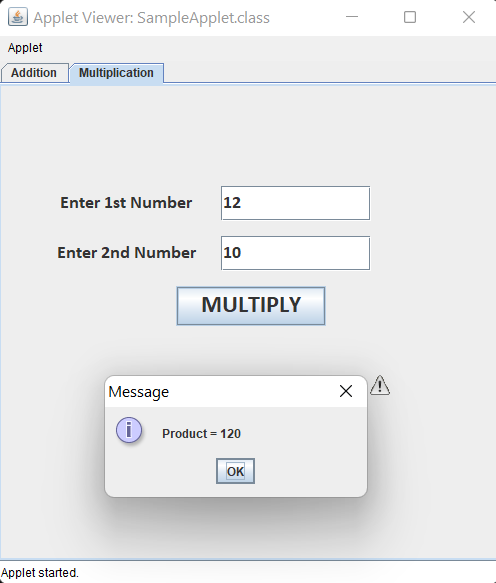 Applet Viewer: SampleApplet.class
Applet
Addition Multiplication
Enter 1st Number 12
Enter 2nd Number 10
MULTIPLY
Message
i Product = 120
OK
Applet started.